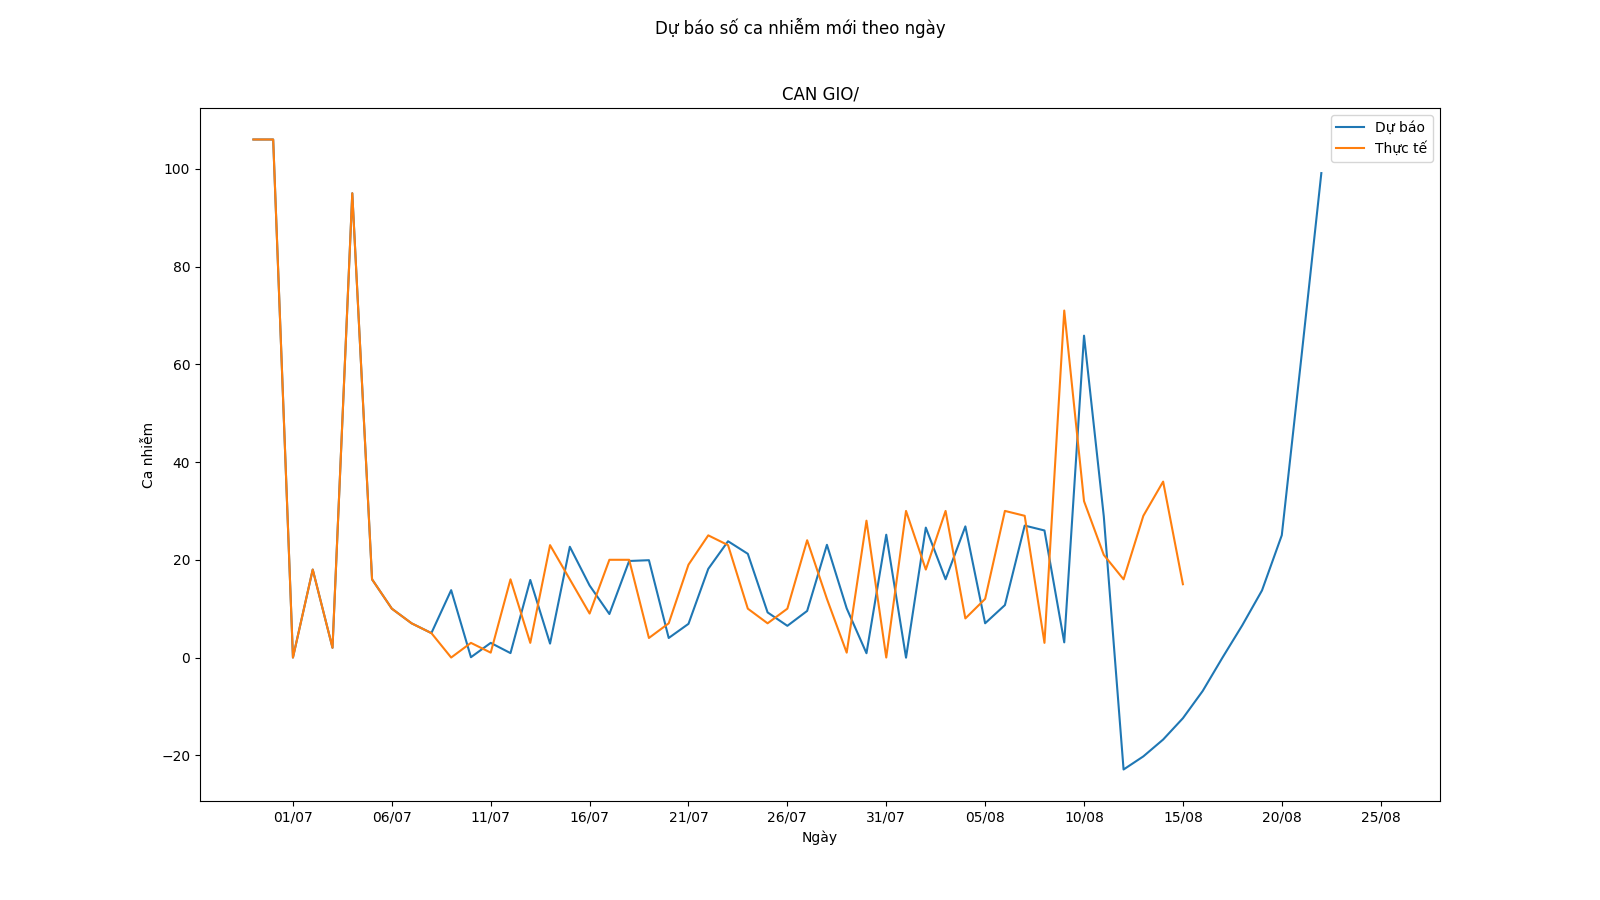 Dự báo số ca nhiễm mới theo ngày
CAN GIO/
Dự báo
Thực tế
100
80
60
40
20
0
−20
Ca nhiễm
01/07 06/07 11/07 16/07 21/07 26/07 31/07 05/08 10/08 15/08 20/08 25/08
Ngày